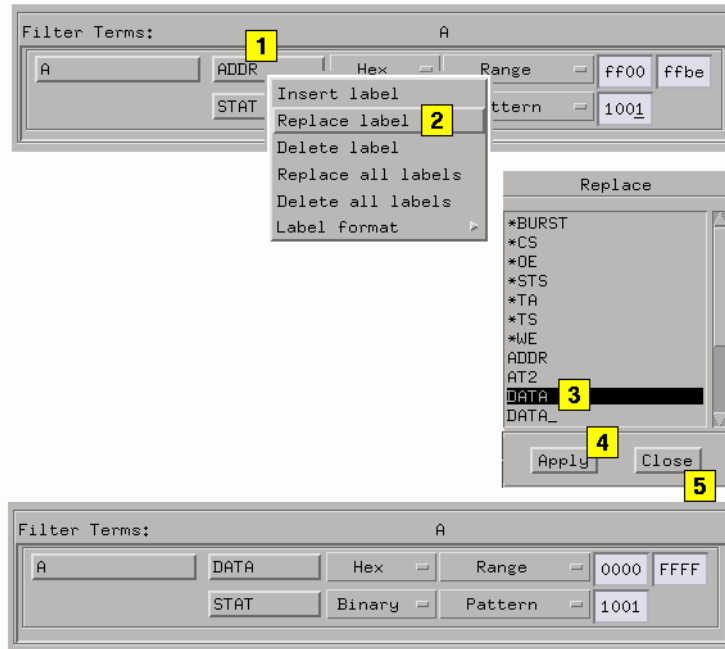 Filter Terms: A
1
A ADDR Hex Range ff00 ffbe
STAT ttern 1001
Insert label
Replace label 2
Delete label
Replace all labels
Delete all labels
Label format
Replace
*BURST
*CS
*OE
*STS
*TA
*TS
*WE
ADDR
AT2
DATA 3
DATA_
4
Apply Close
5
Filter Terms: A
A DATA Hex Range 0000 FFFF
STAT Binary Pattern 1001